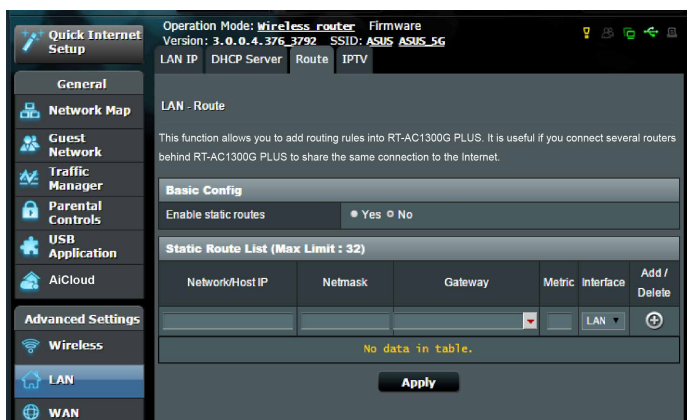 Quick Internet
Setup
General
Network Map
Guest
Network
Traffic
Manager
Parental
Controls
USB
Application
AiCloud
Advanced Settings
Wireless
LAN
WAN
Operation Mode: Wireless router Firmware
Version: 3.0.0.4.376_3792 SSID: ASUS ASUS_5G
LAN IP DHCP Server Route IPTV
LAN - Route
This function allows you to add routing rules into RT-AC1300G PLUS. It is useful if you connect several routers
behind RT-AC1300G PLUS to share the same connection to the Internet.
Basic Config
Enable static routes Yes No
Static Route List (Max Limit : 32)
Network/Host IP Netmask Gateway Metric Interface Add /
Delete
LAN
No data in table.
Apply